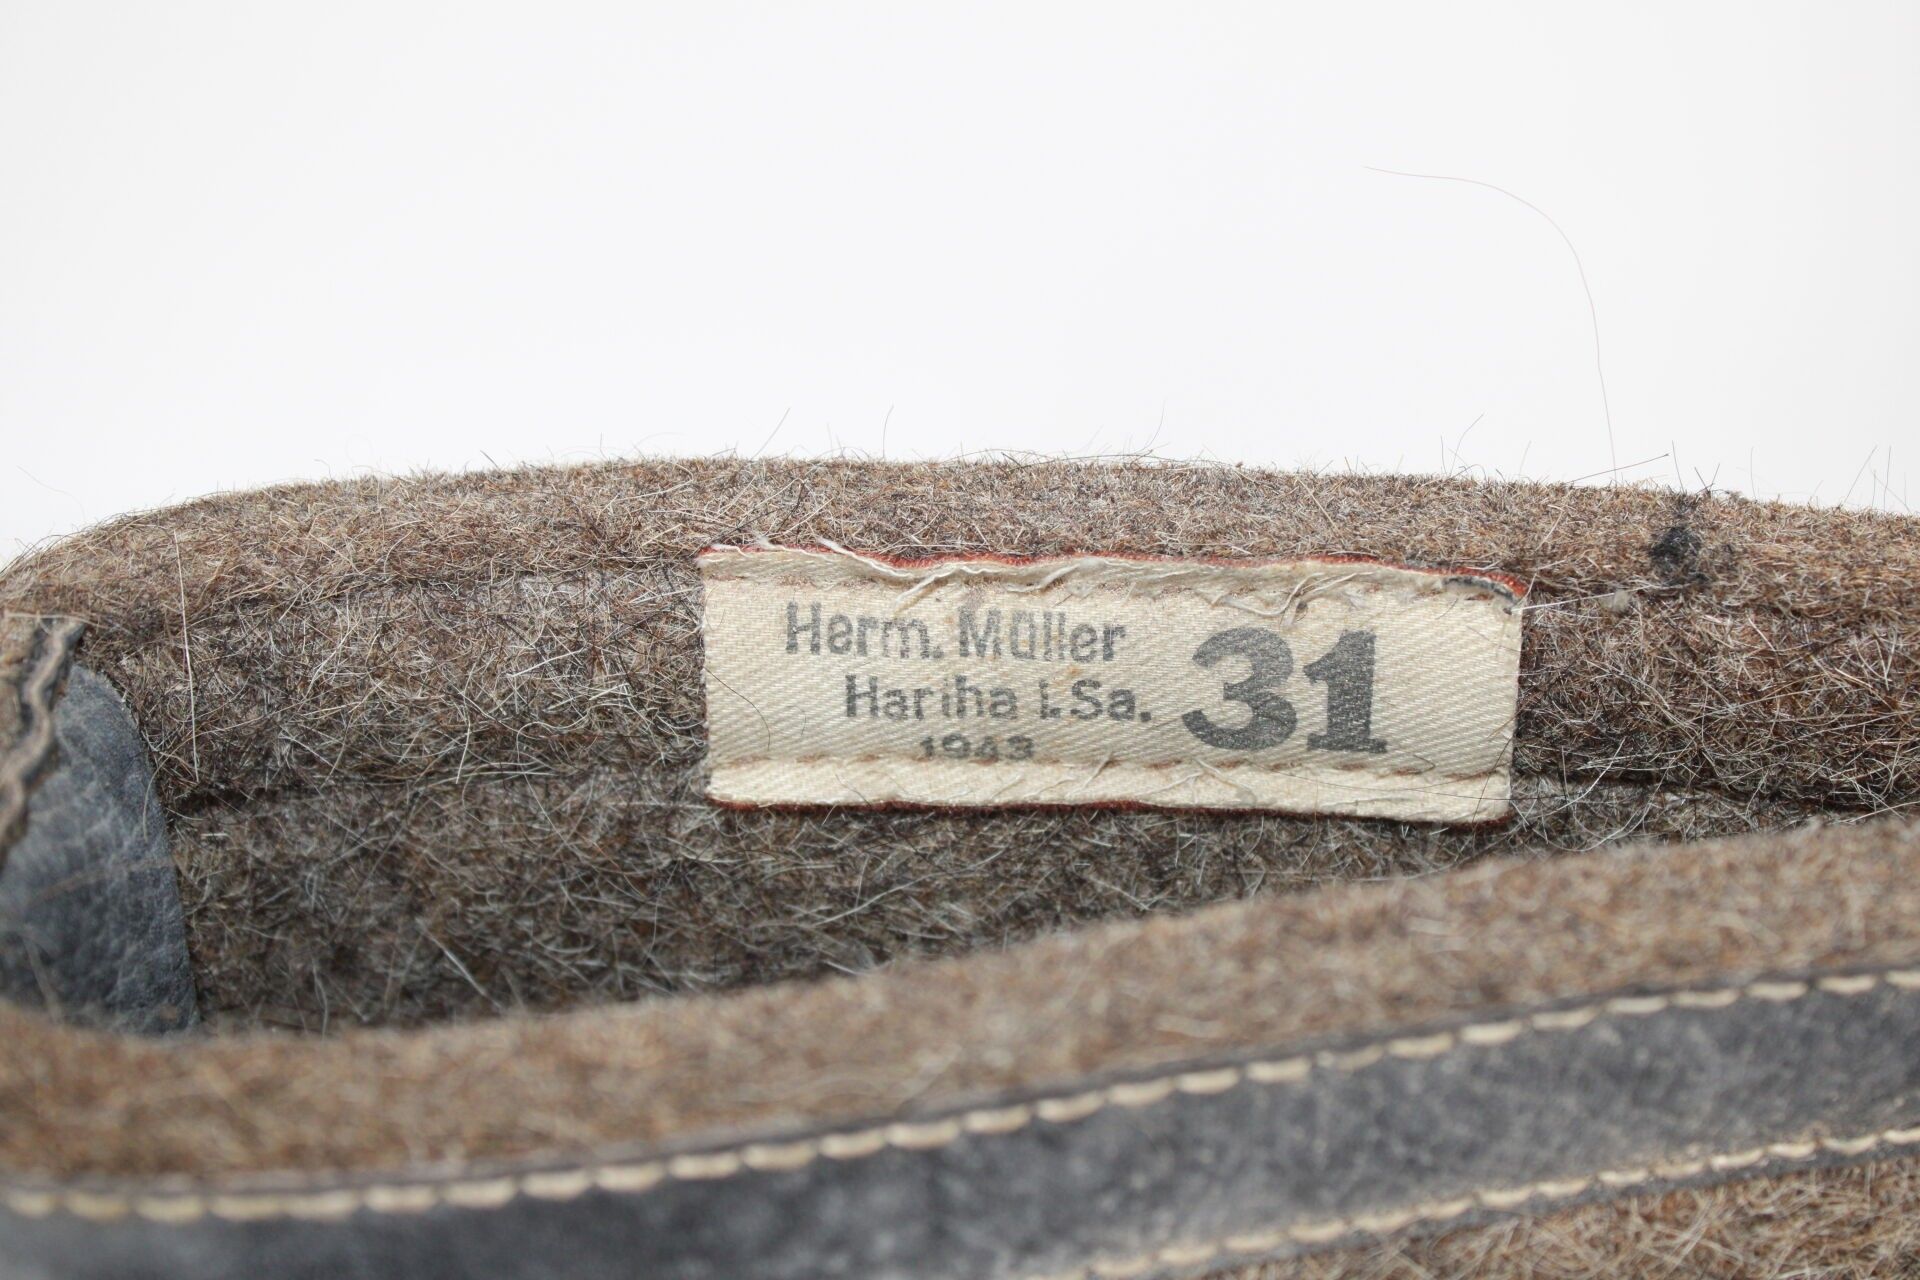 Herm. Müller
Hartha i. Sa.
1943
31